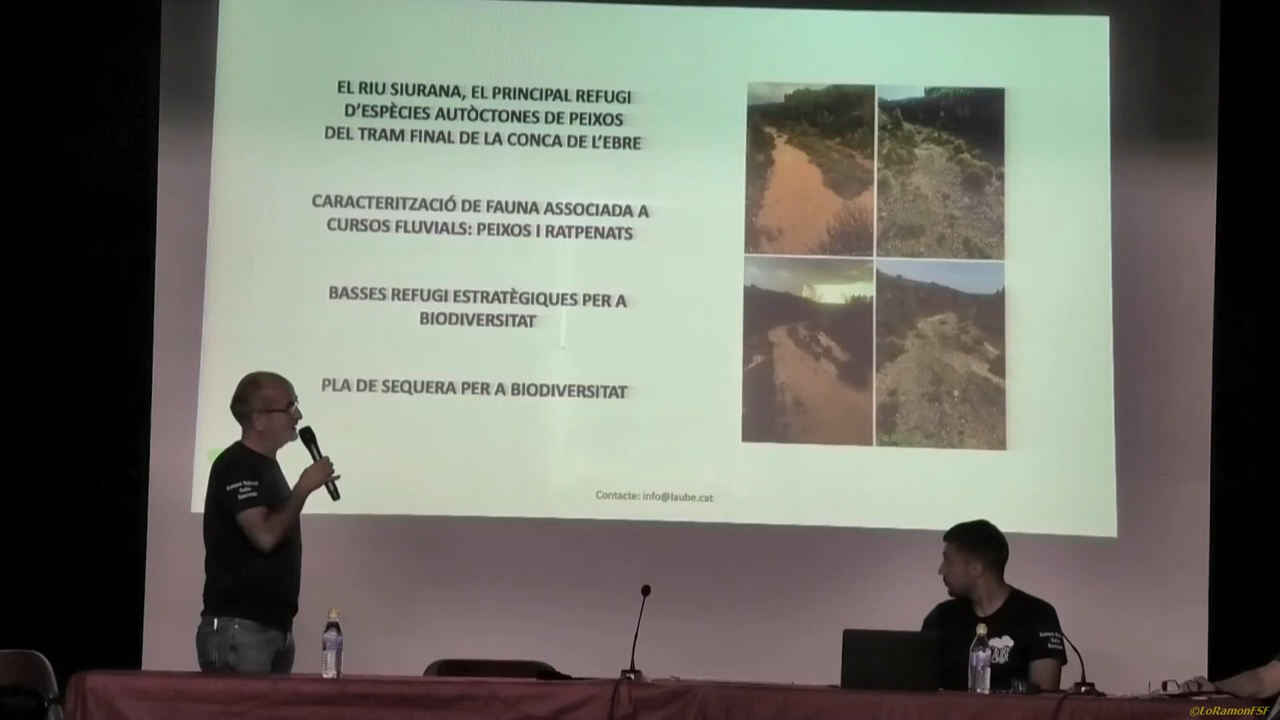 EL RIU SIURANA, EL PRINCIPAL REFUGI
D'ESPÈCIES AUTÒCTONES DE PEIXOS
DEL TRAM FINAL DE LA CONCA DE L'EBRE
CARACTERITZACIÓ DE FAUNA ASSOCIADA A
CURSOS FLUVIALS: PEIXOS I RATPENATS
BASSES REFUGI ESTRATÈGIQUES PER A
BIODIVERSITAT
PLA DE SEQUERA PER A BIODIVERSITAT
Contacte: info@laube.cat
©LoRamonFSF